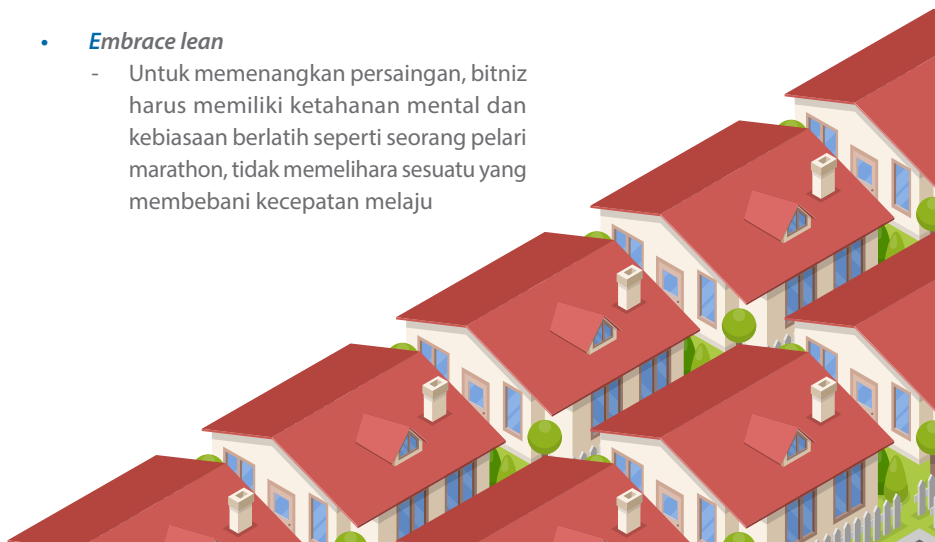 • Embrace lean
- Untuk memenangkan persaingan, bitniz
harus memiliki ketahanan mental dan
kebiasaan berlatih seperti seorang pelari
marathon, tidak memelihara sesuatu yang
membebani kecepatan melaju